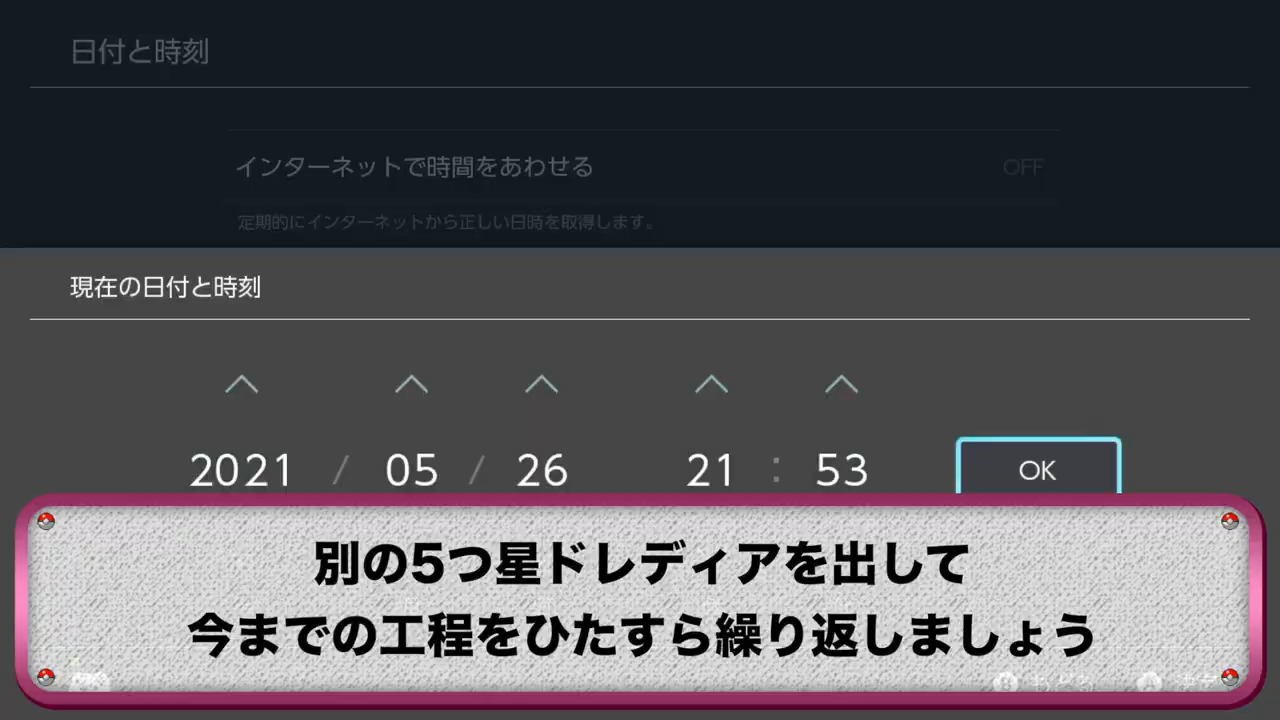 日付と時刻
インターネットで時間をあわせる OFF
定期的にインターネットから正しい日時を取得します。
現在の日付と時刻
2021 / 05 / 26 21 : 53 OK
別の5つ星ドレディアを出して
今までの工程をひたすら繰り返しましょう